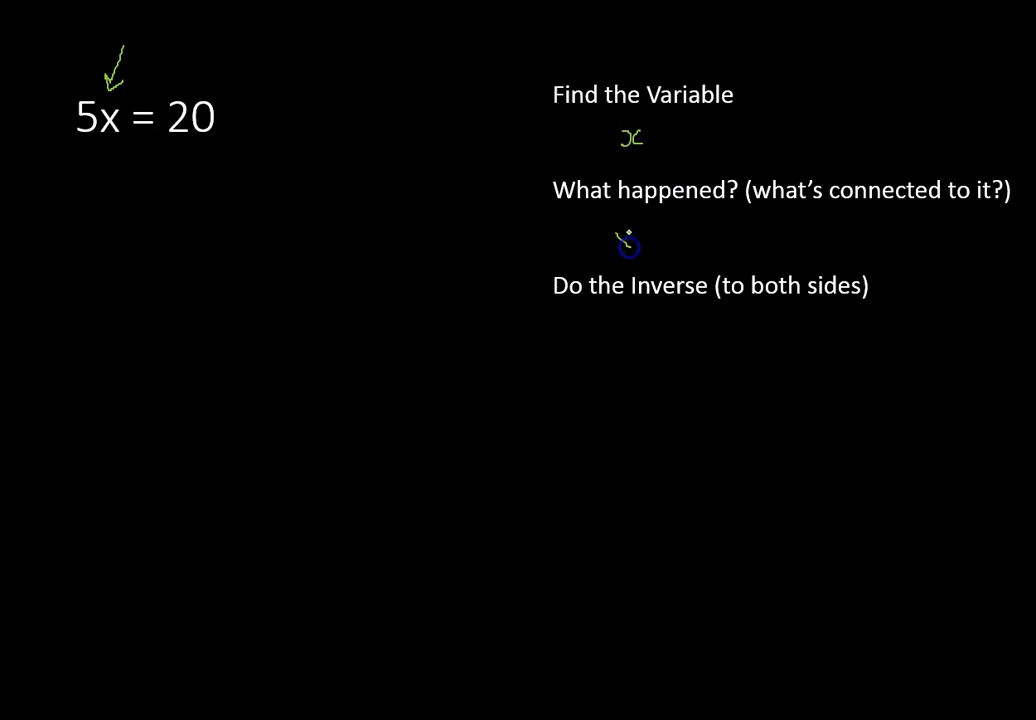 5x = 20
Find the Variable
x
What happened? (what's connected to it?)
Do the Inverse (to both sides)